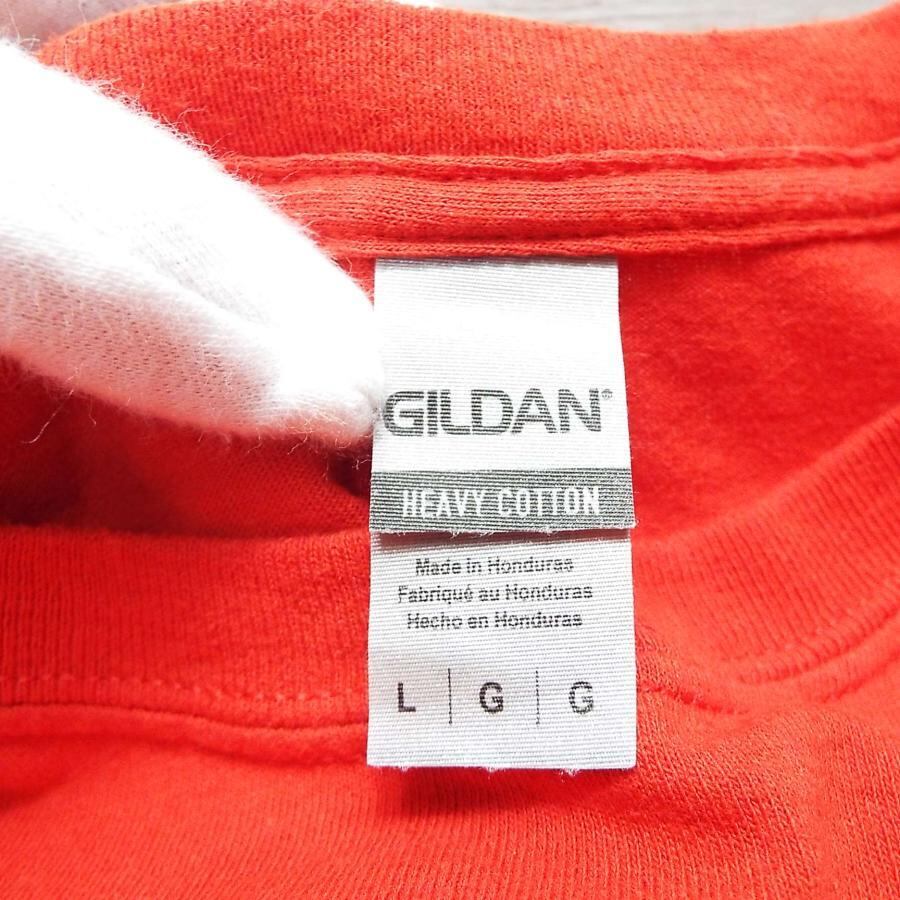 GILDAN®
HEAVY COTTON
Made in Honduras
Fabriqué au Honduras
Hecho en Honduras
L | G | G